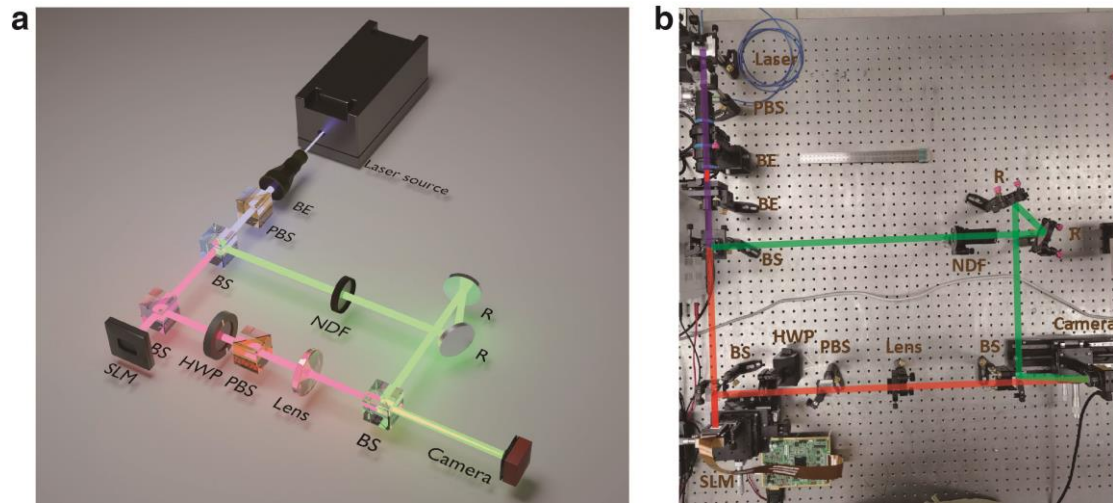 a
Laser source
BE
PBS
BS
NDF
R
R
BS
SLM
HWP
PBS
Lens
BS
Camera
b
Laser
PBS
BE
BE
R
R
BS
NDF
Camera
BS
HWP
PBS
Lens
BS
SLM